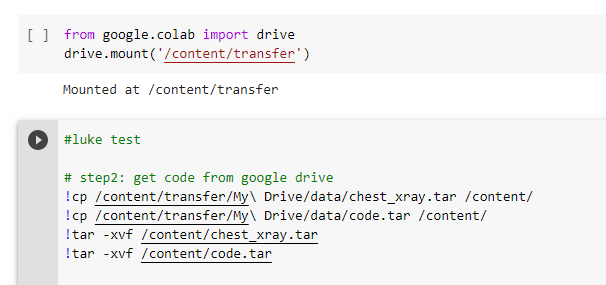 [ ] from google.colab import drive
drive.mount('/content/transfer')
Mounted at /content/transfer
#luke test
# step2: get code from google drive
!cp /content/transfer/My\ Drive/data/chest_xray.tar /content/
!cp /content/transfer/My\ Drive/data/code.tar /content/
!tar -xvf /content/chest_xray.tar
!tar -xvf /content/code.tar